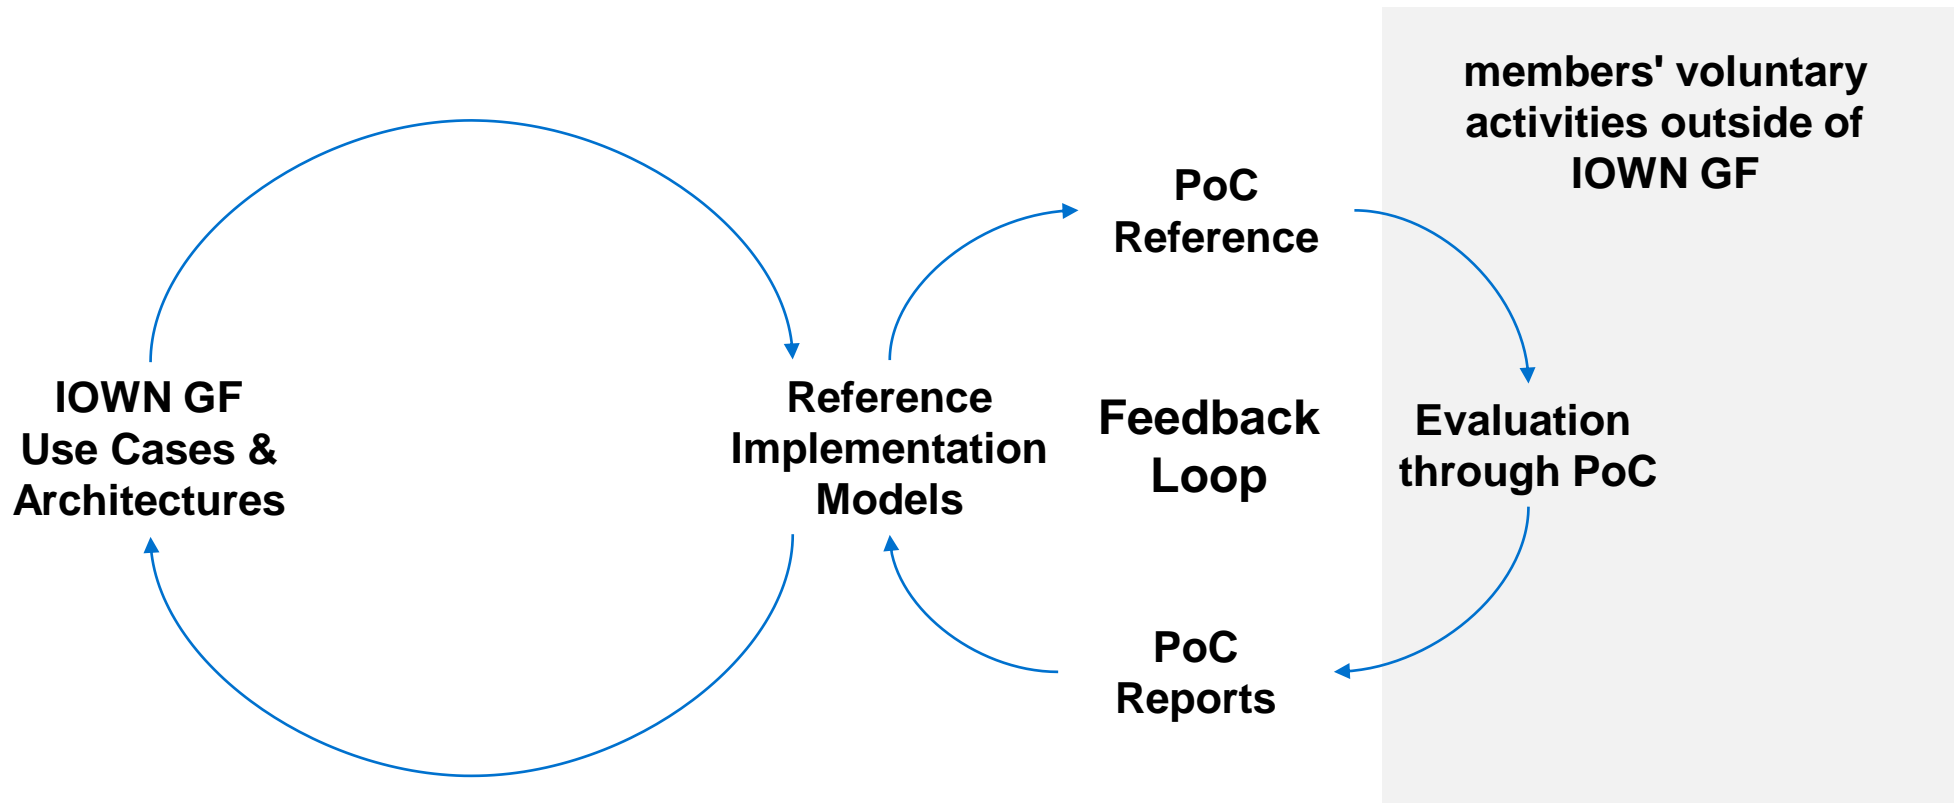 members' voluntary
activities outside of
IOWN GF
PoC
Reference
IOWN GF
Use Cases &
Architectures
Reference
Implementation
Models
Feedback
Loop
Evaluation
through PoC
PoC
Reports